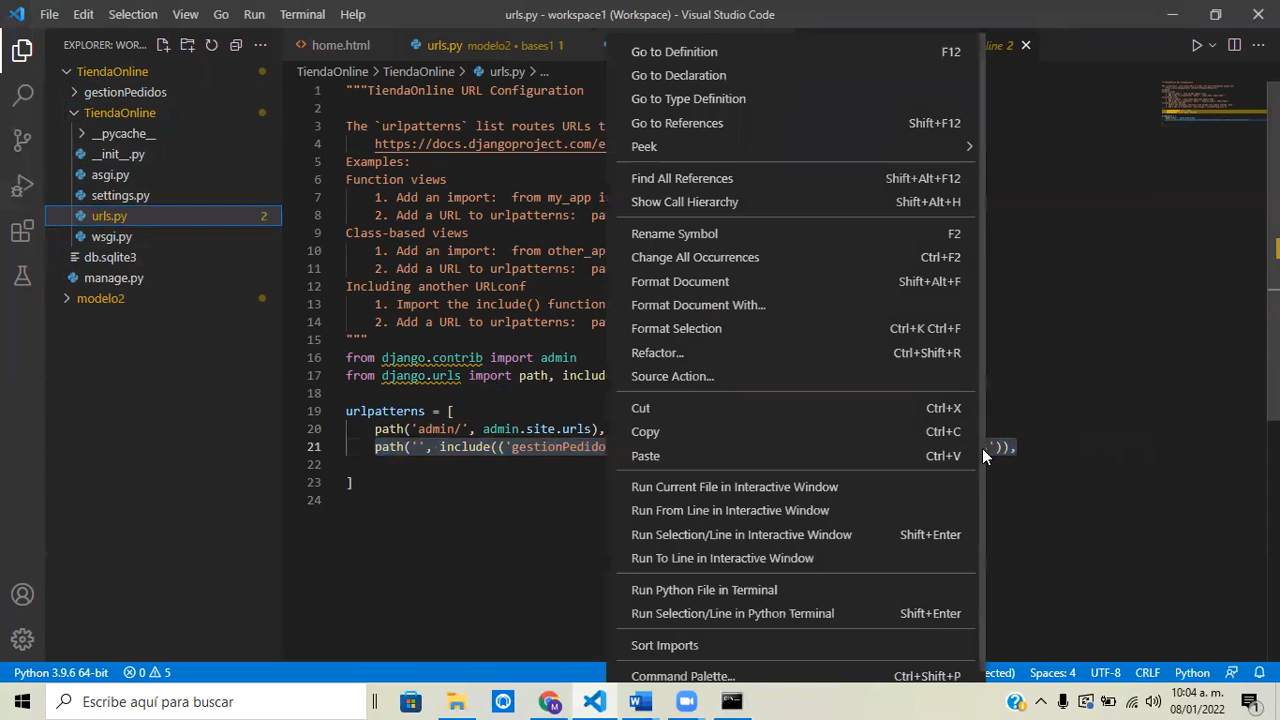 File Edit Selection View Go Run Terminal Help
urls.py - workspace1 (Workspace) - Visual Studio Code
EXPLORER: WOR...
home.html
urls.py modelo2 • bases1 1
line 2
TiendaOnline
gestionPedidos
TiendaOnline
__pycache__
__init__.py
asgi.py
settings.py
urls.py 2
wsgi.py
db.sqlite3
manage.py
modelo2
TiendaOnline > TiendaOnline > urls.py > ...
1 """TiendaOnline URL Configuration
2
3 The `urlpatterns` list routes URLs t
4 https://docs.djangoproject.com/e
5 Examples:
6 Function views
7 1. Add an import: from my_app i
8 2. Add a URL to urlpatterns: pa
9 Class-based views
10 1. Add an import: from other_ap
11 2. Add a URL to urlpatterns: pa
12 Including another URLconf
13 1. Import the include() function
14 2. Add a URL to urlpatterns: pa
15 """
16 from django.contrib import admin
17 from django.urls import path, include
18
19 urlpatterns = [
20 path('admin/', admin.site.urls),
21 path('', include(('gestionPedido ')),
22
23 ]
24
Go to Definition F12
Go to Declaration
Go to Type Definition
Go to References Shift+F12
Peek
Find All References Shift+Alt+F12
Show Call Hierarchy Shift+Alt+H
Rename Symbol F2
Change All Occurrences Ctrl+F2
Format Document Shift+Alt+F
Format Document With...
Format Selection Ctrl+K Ctrl+F
Refactor... Ctrl+Shift+R
Source Action...
Cut Ctrl+X
Copy Ctrl+C
Paste Ctrl+V
Run Current File in Interactive Window
Run From Line in Interactive Window
Run Selection/Line in Interactive Window Shift+Enter
Run To Line in Interactive Window
Run Python File in Terminal
Run Selection/Line in Python Terminal Shift+Enter
Sort Imports
Command Palette... Ctrl+Shift+P
Python 3.9.6 64-bit 0 5
ected) Spaces: 4 UTF-8 CRLF Python
Escribe aquí para buscar
10:04 a. m.
08/01/2022
1